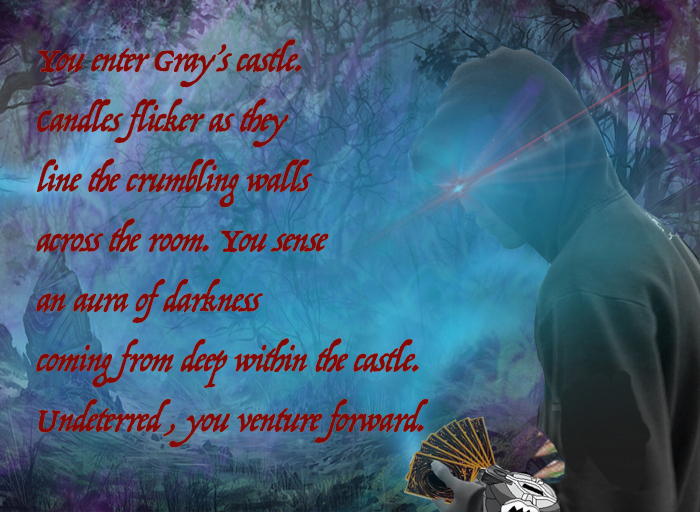 You enter Gray's castle.
Candles flicker as they
line the crumbling walls
across the room. You sense
an aura of darkness
coming from deep within the castle.
Undeterred , you venture forward.